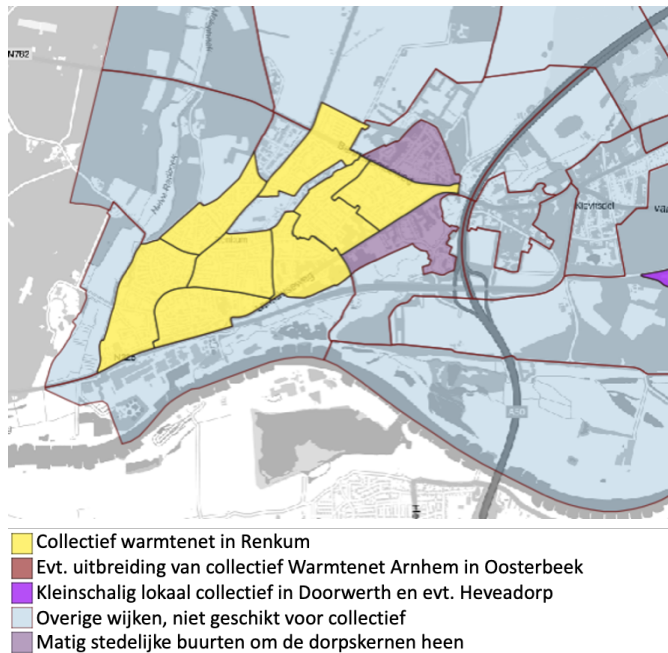 N782
Klevredal
A50
Collectief warmtenet in Renkum
Evt. uitbreiding van collectief Warmtenet Arnhem in Oosterbeek
Kleinschalig lokaal collectief in Doorwerth en evt. Heveadorp
Overige wijken, niet geschikt voor collectief
Matig stedelijke buurten om de dorpskernen heen